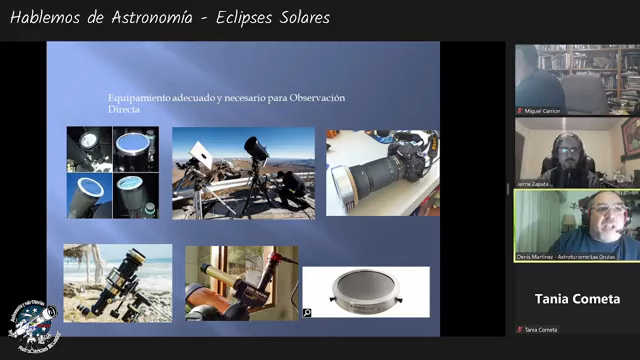 Hablemos de Astronomía - Eclipses Solares
Equipamiento adecuado y necesario para Observación
Directa
Miguel Carrion
Jaime Zapata
Denis Martinez - Astroturismo Las Grutas
Tania Cometa
Tania Cometa